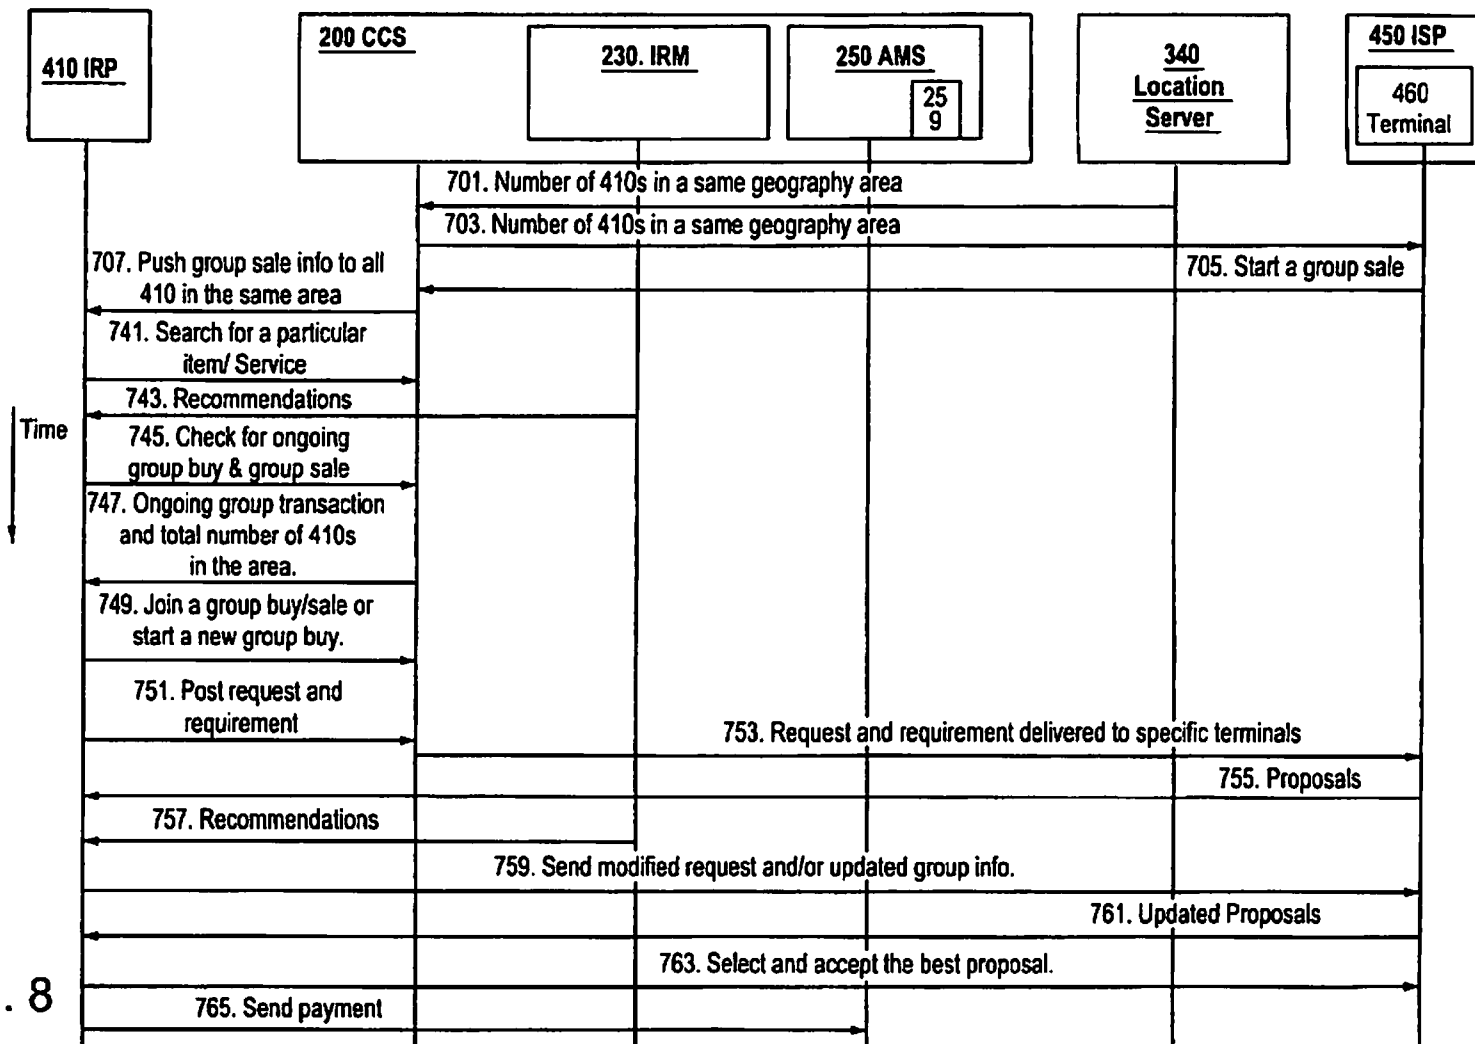 410 IRP
200 CCS
230. IRM
250 AMS
25
9
340
Location
Server
450 ISP
460
Terminal
701. Number of 410s in a same geography area
703. Number of 410s in a same geography area
705. Start a group sale
707. Push group sale info to all
410 in the same area
741. Search for a particular
item/ Service
743. Recommendations
Time
745. Check for ongoing
group buy & group sale
747. Ongoing group transaction
and total number of 410s
in the area.
749. Join a group buy/sale or
start a new group buy.
751. Post request and
requirement
753. Request and requirement delivered to specific terminals
755. Proposals
757. Recommendations
759. Send modified request and/or updated group info.
761. Updated Proposals
763. Select and accept the best proposal.
765. Send payment
. 8